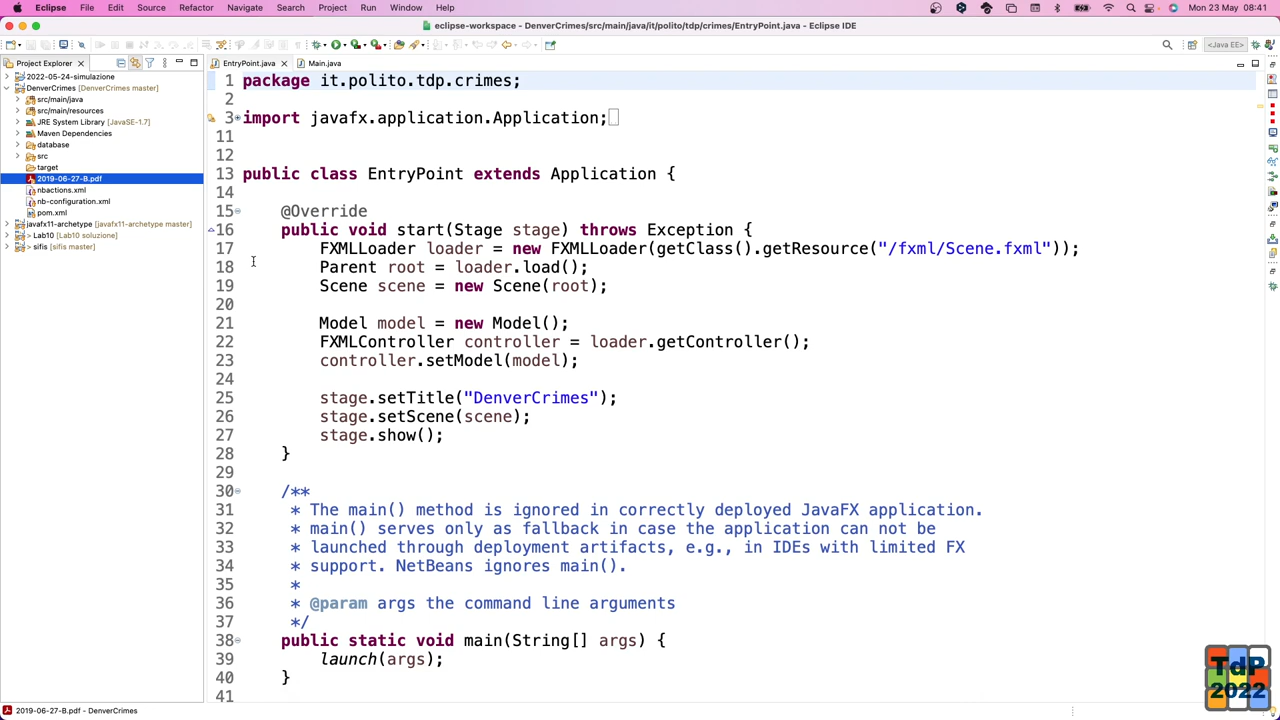 Eclipse File Edit Source Refactor Navigate Search Project Run Window Help Mon 23 May 08:41
eclipse-workspace - DenverCrimes/src/main/java/it/polito/tdp/crimes/EntryPoint.java - Eclipse IDE
<Java EE>
Project Explorer
EntryPoint.java
Main.java
2022-05-24-simulazione
DenverCrimes [DenverCrimes master]
src/main/java
src/main/resources
JRE System Library [JavaSE-1.7]
Maven Dependencies
database
src
target
2019-06-27-B.pdf
nbactions.xml
nb-configuration.xml
pom.xml
javafx11-archetype [javafx11-archetype master]
> Lab10 [Lab10 soluzione]
> sifis [sifis master]
1 package it.polito.tdp.crimes;
2
3 import javafx.application.Application;
11
12
13 public class EntryPoint extends Application {
14
15 @Override
16 public void start(Stage stage) throws Exception {
17 FXMLLoader loader = new FXMLLoader(getClass().getResource("/fxml/Scene.fxml"));
18 Parent root = loader.load();
19 Scene scene = new Scene(root);
20
21 Model model = new Model();
22 FXMLController controller = loader.getController();
23 controller.setModel(model);
24
25 stage.setTitle("DenverCrimes");
26 stage.setScene(scene);
27 stage.show();
28 }
29
30 /**
31 * The main() method is ignored in correctly deployed JavaFX application.
32 * main() serves only as fallback in case the application can not be
33 * launched through deployment artifacts, e.g., in IDEs with limited FX
34 * support. NetBeans ignores main().
35 *
36 * @param args the command line arguments
37 */
38 public static void main(String[] args) {
39 launch(args);
40 }
41
2019-06-27-B.pdf - DenverCrimes
TdP
2022